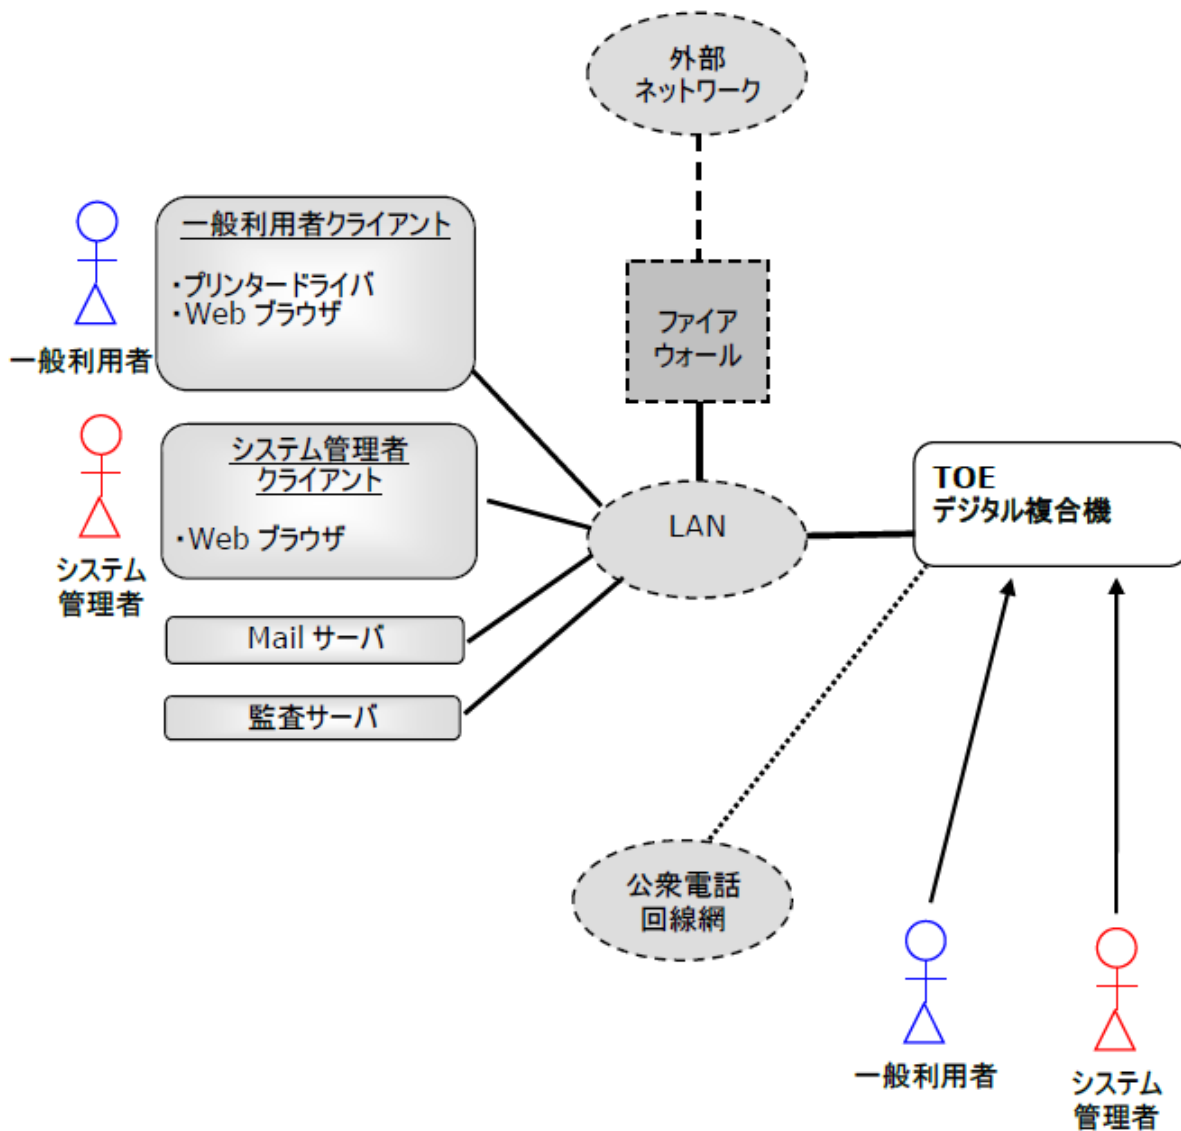 外部
ネットワーク
一般利用者クライアント
・プリンタードライバ
・Web ブラウザ
一般利用者
ファイア
ウォール
システム管理者
クライアント
・Web ブラウザ
システム
管理者
LAN
TOE
デジタル複合機
Mail サーバ
監査サーバ
公衆電話
回線網
一般利用者
システム
管理者